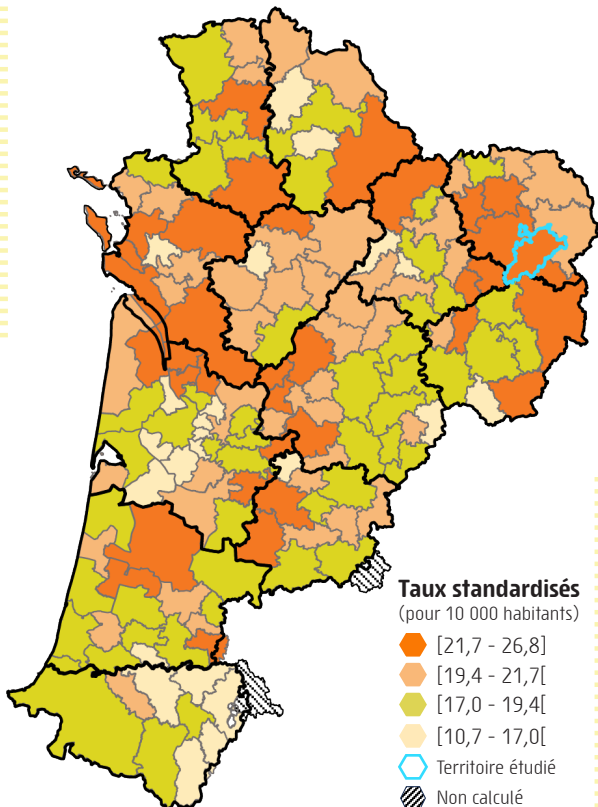 Taux standardisés
(pour 10 000 habitants)
[21,7 - 26,8]
[19,4 - 21,7[
[17,0 - 19,4[
[10,7 - 17,0[
Territoire étudié
Non calculé